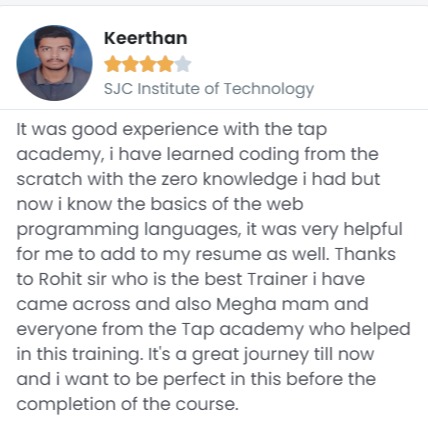 Keerthan
SJC Institute of Technology
It was good experience with the tap
academy, i have learned coding from the
scratch with the zero knowledge i had but
now i know the basics of the web
programming languages, it was very helpful
for me to add to my resume as well. Thanks
to Rohit sir who is the best Trainer i have
came across and also Megha mam and
everyone from the Tap academy who helped
in this training. It's a great journey till now
and i want to be perfect in this before the
completion of the course.